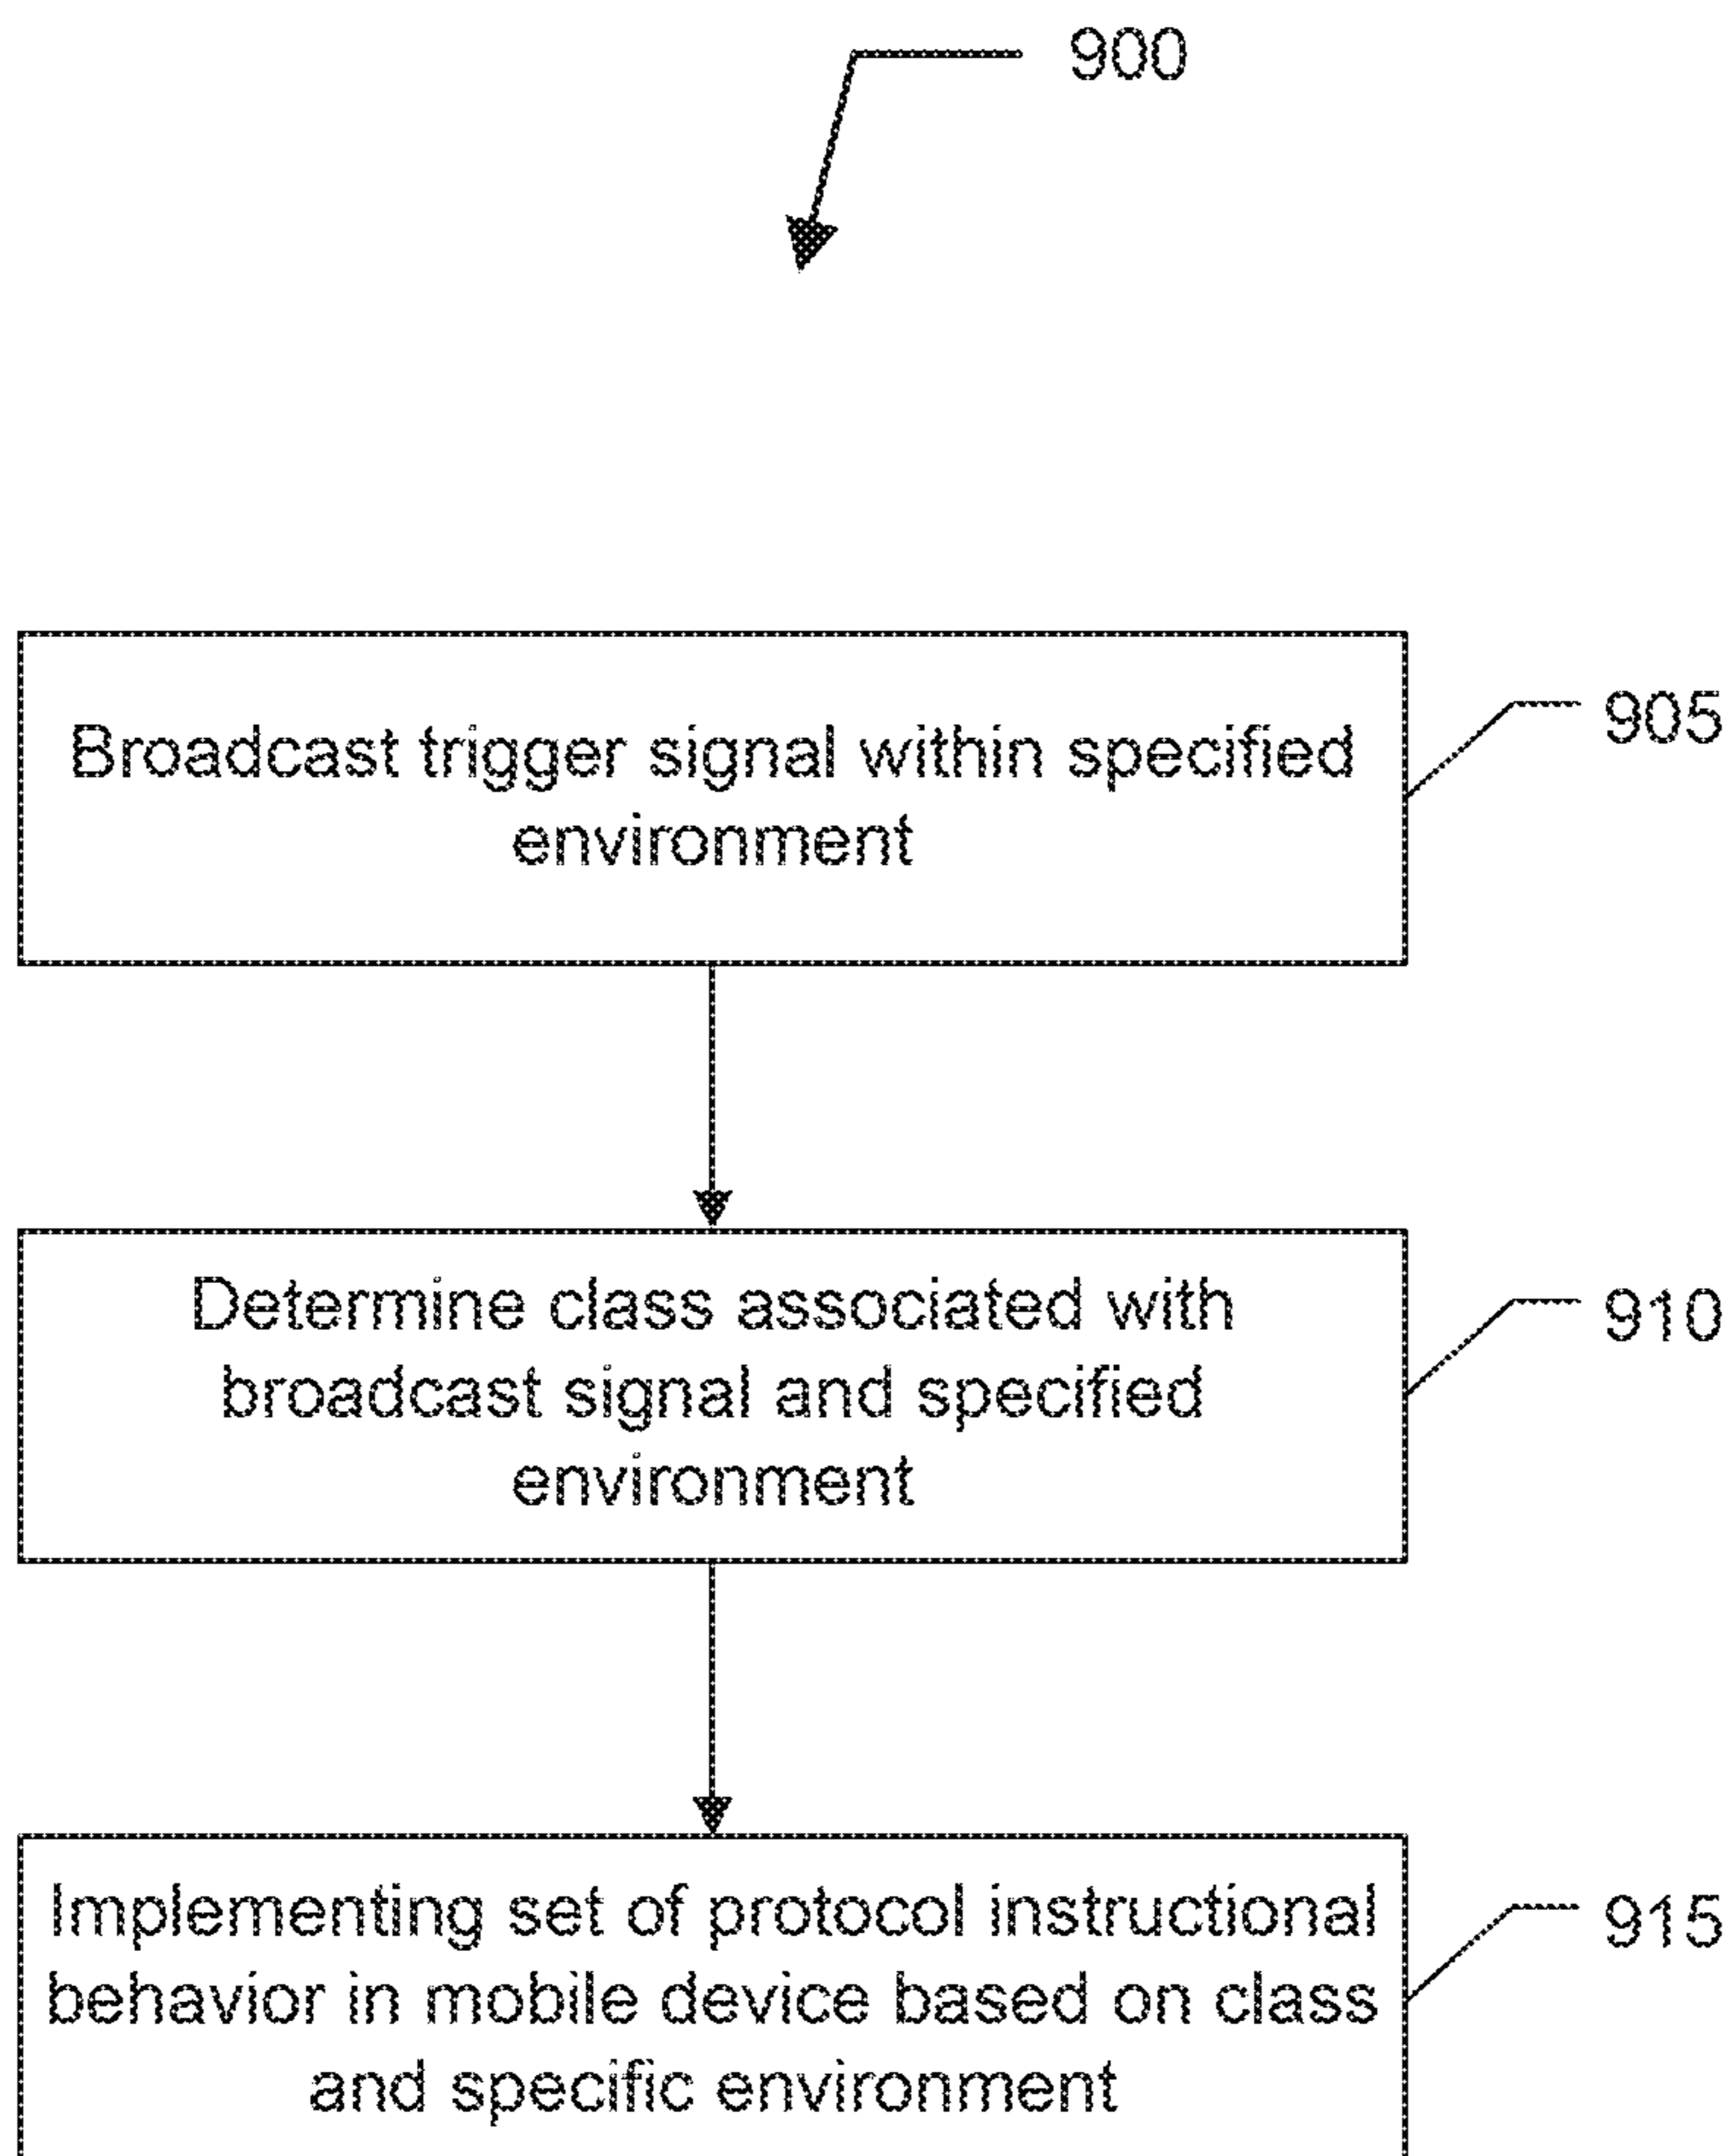 900
Broadcast trigger signal within specified
environment
905
Determine class associated with
broadcast signal and specified
environment
910
Implementing set of protocol instructional
behavior in mobile device based on class
and specific environment
915